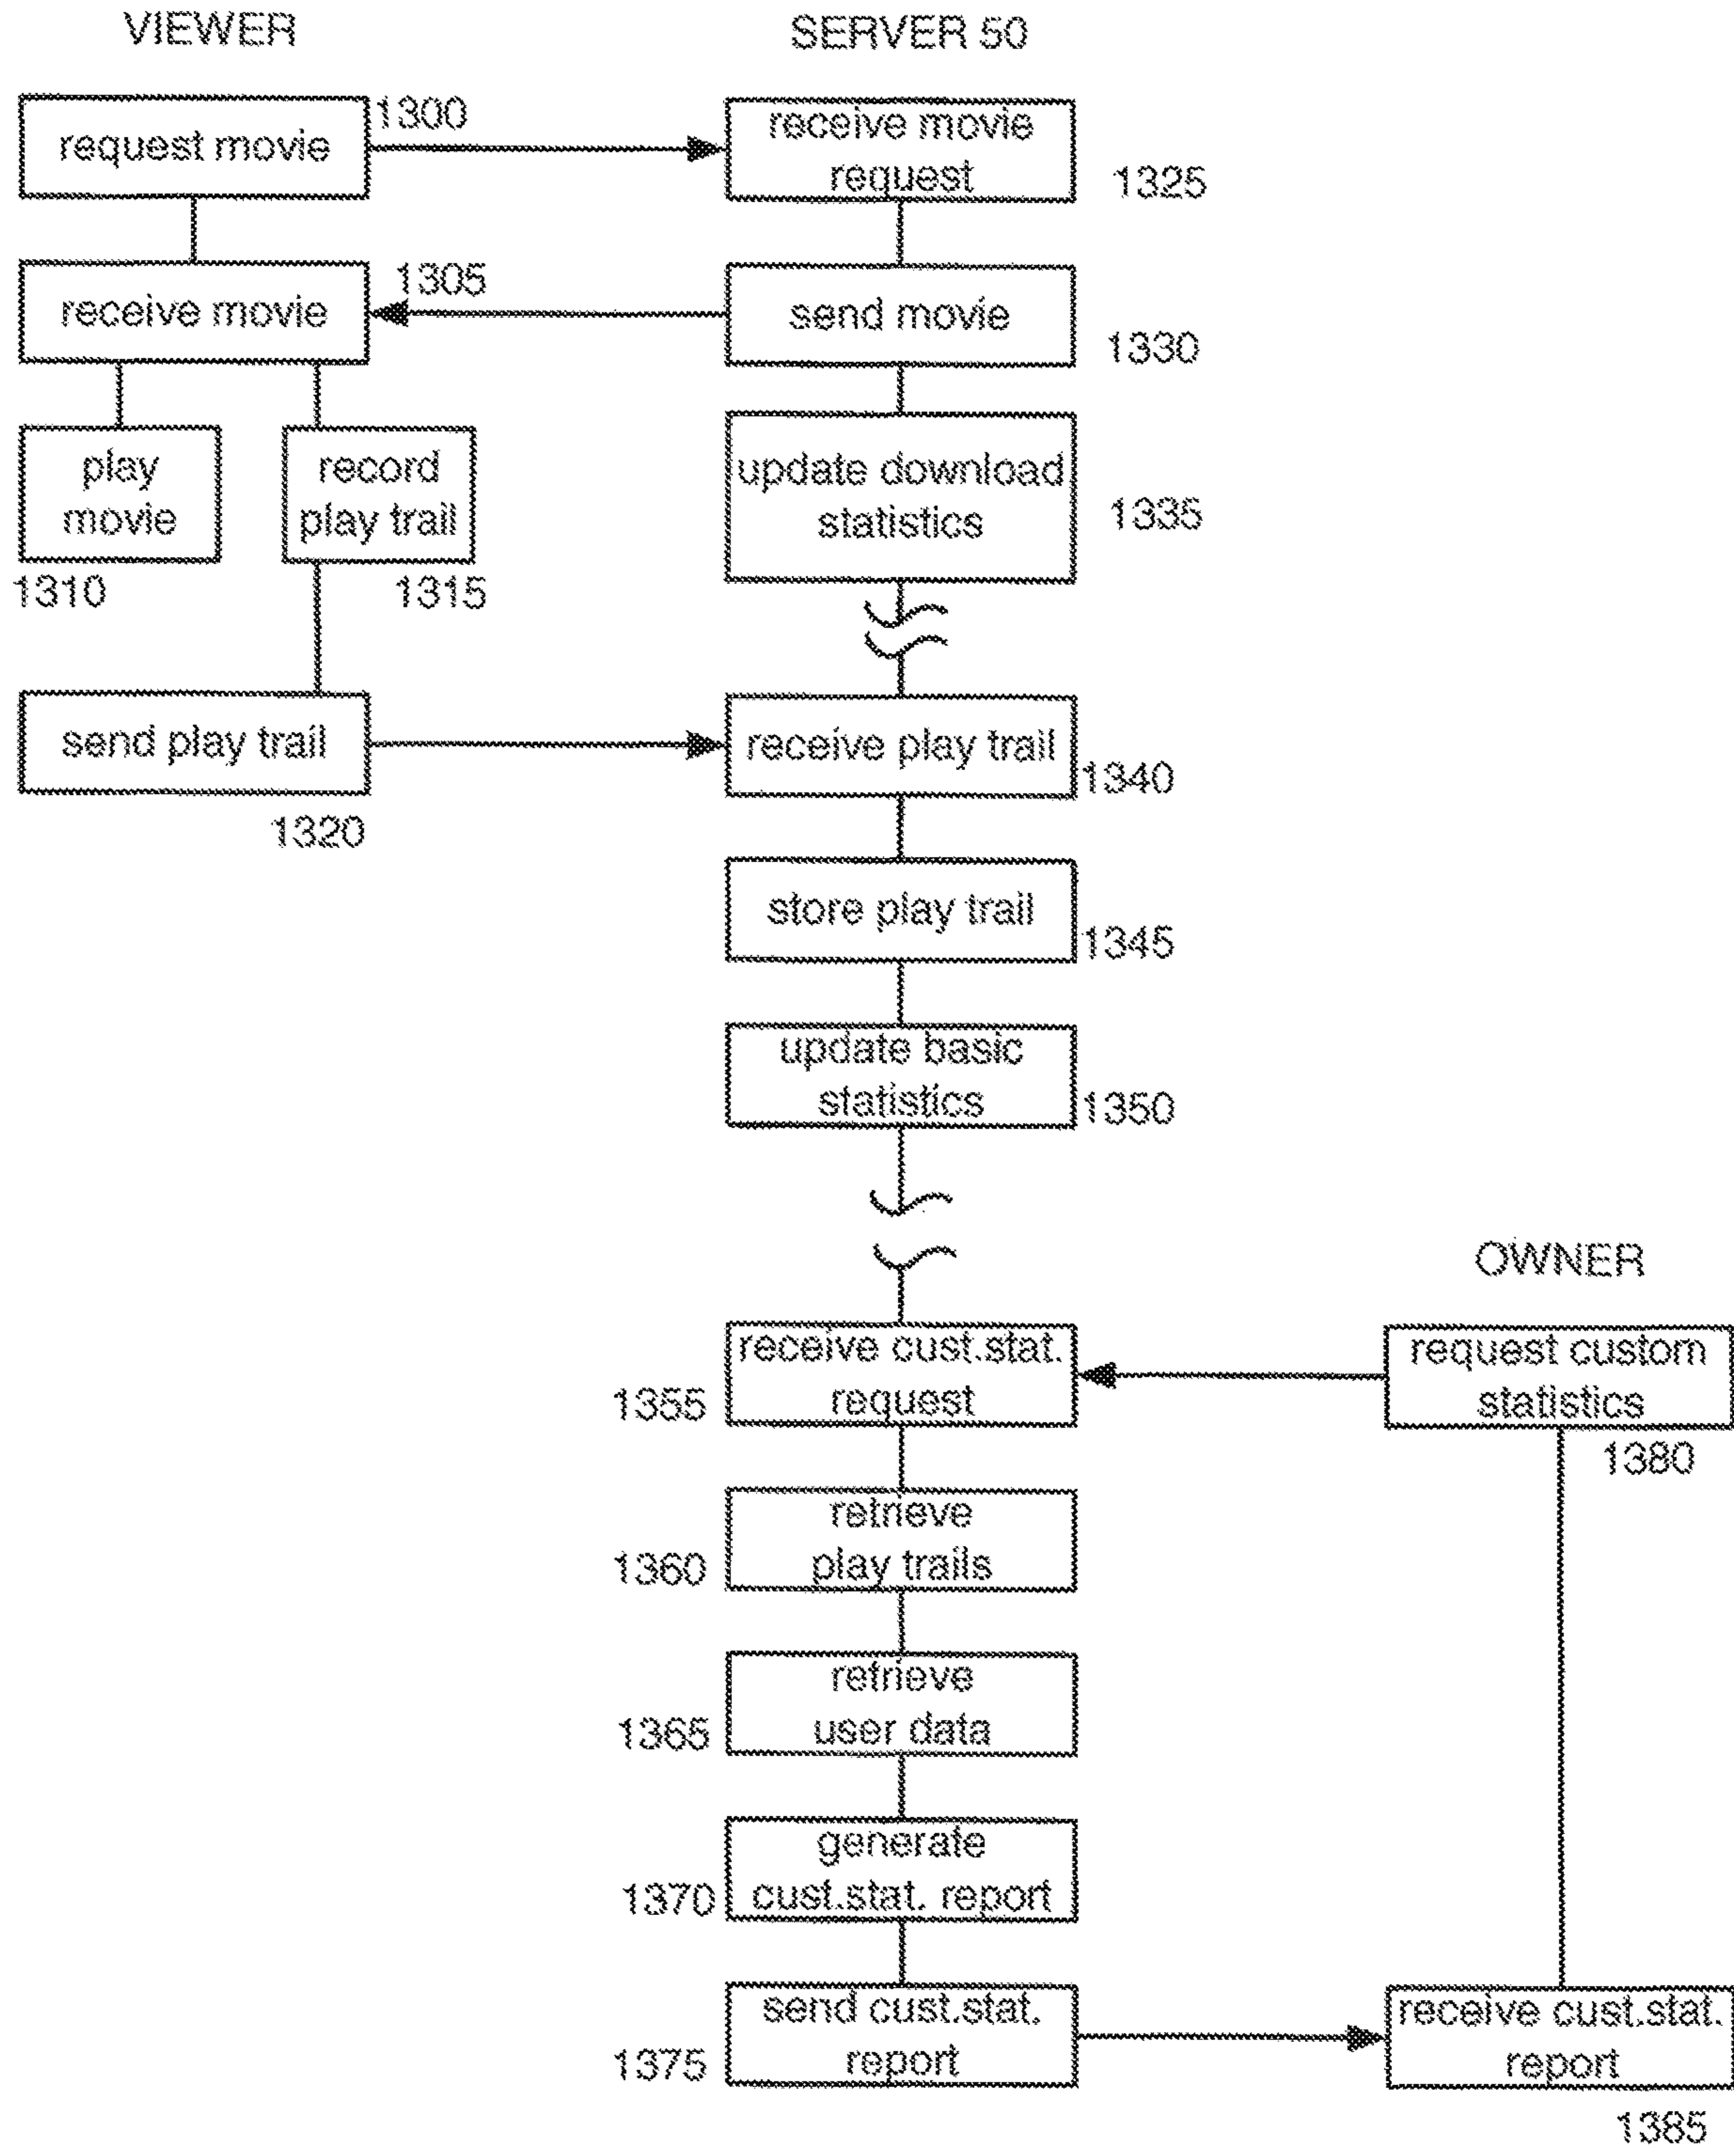 VIEWER
SERVER 50
request movie
1300
receive movie
request
1325
receive movie
1305
send movie
1330
play
movie
1310
record
play trail
1315
update download
statistics
1335
send play trail
1320
receive play trail
1340
store play trail
1345
update basic
statistics
1350
OWNER
receive cust.stat.
request
1355
request custom
statistics
1380
retrieve
play trails
1360
retrieve
user data
1365
generate
cust.stat. report
1370
send cust.stat.
report
1375
receive cust.stat.
report
1385